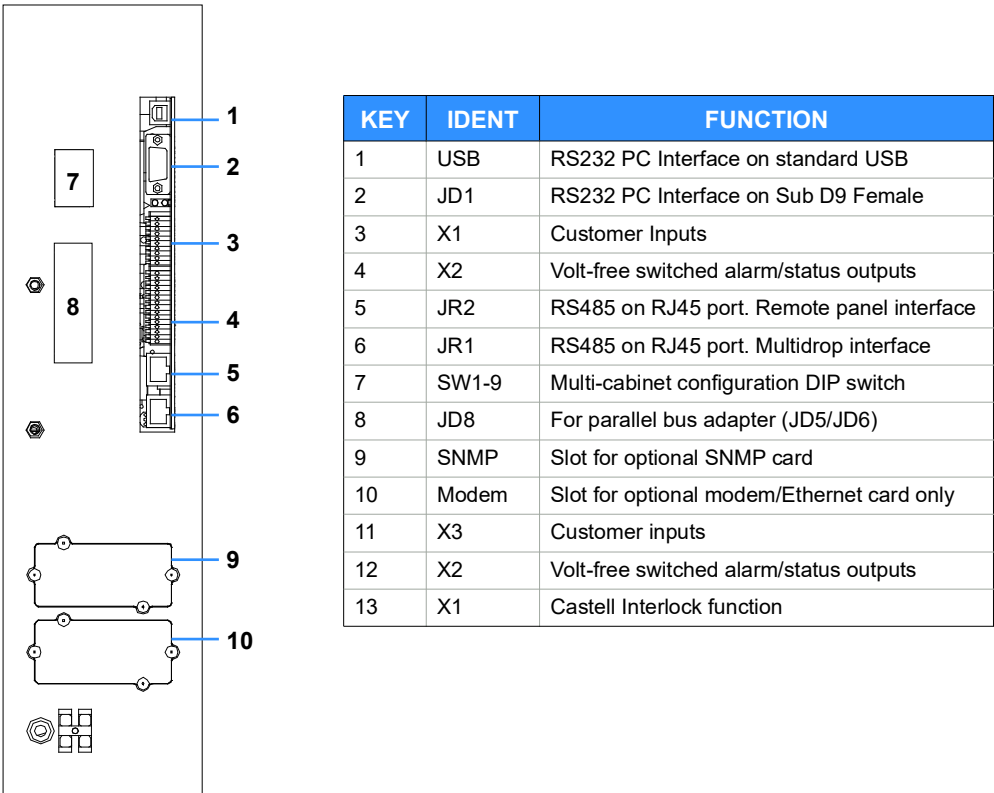 1
2
7
3
8
4
5
6
9
10
KEY IDENT FUNCTION
1 USB RS232 PC Interface on standard USB
2 JD1 RS232 PC Interface on Sub D9 Female
3 X1 Customer Inputs
4 X2 Volt-free switched alarm/status outputs
5 JR2 RS485 on RJ45 port. Remote panel interface
6 JR1 RS485 on RJ45 port. Multidrop interface
7 SW1-9 Multi-cabinet configuration DIP switch
8 JD8 For parallel bus adapter (JD5/JD6)
9 SNMP Slot for optional SNMP card
10 Modem Slot for optional modem/Ethernet card only
11 X3 Customer inputs
12 X2 Volt-free switched alarm/status outputs
13 X1 Castell Interlock function